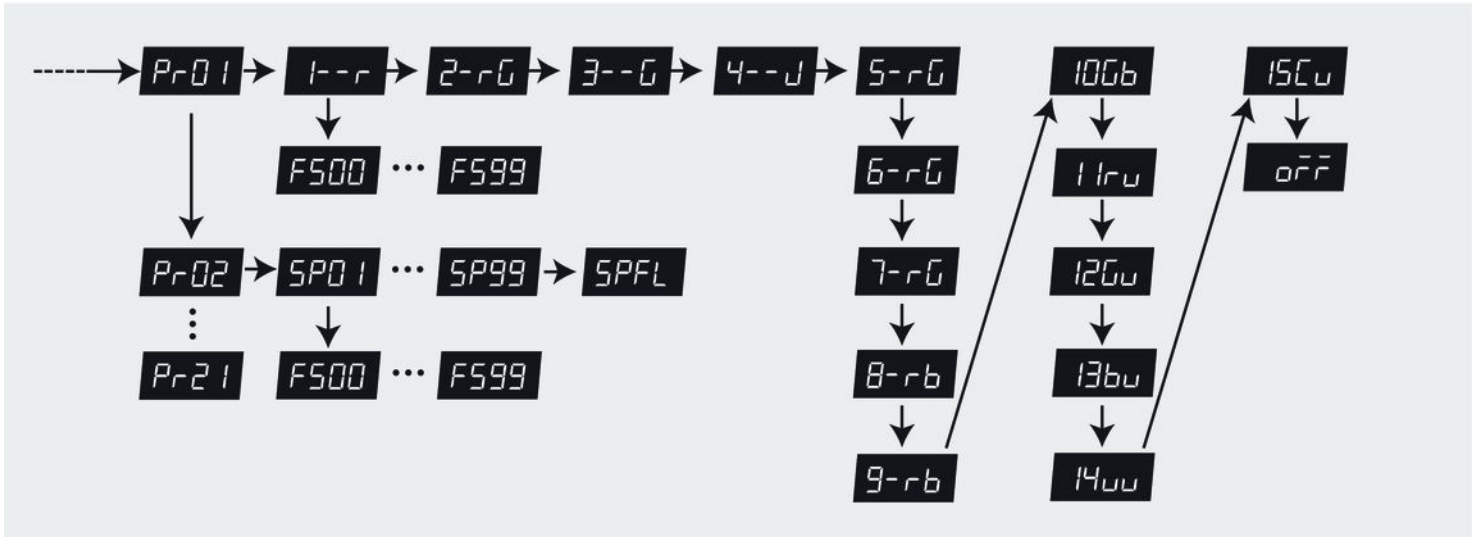 Pr01 1--r 2-rG 3--G 4--J 5-rG 10Gb 15Cu
FS00 ... FS99 6-rG 11ru oFF
Pr02 SP01 ... SP99 SPFL 7-rG 12Gu
Pr21 FS00 ... FS99 8-rb 13bu
9-rb 14uu